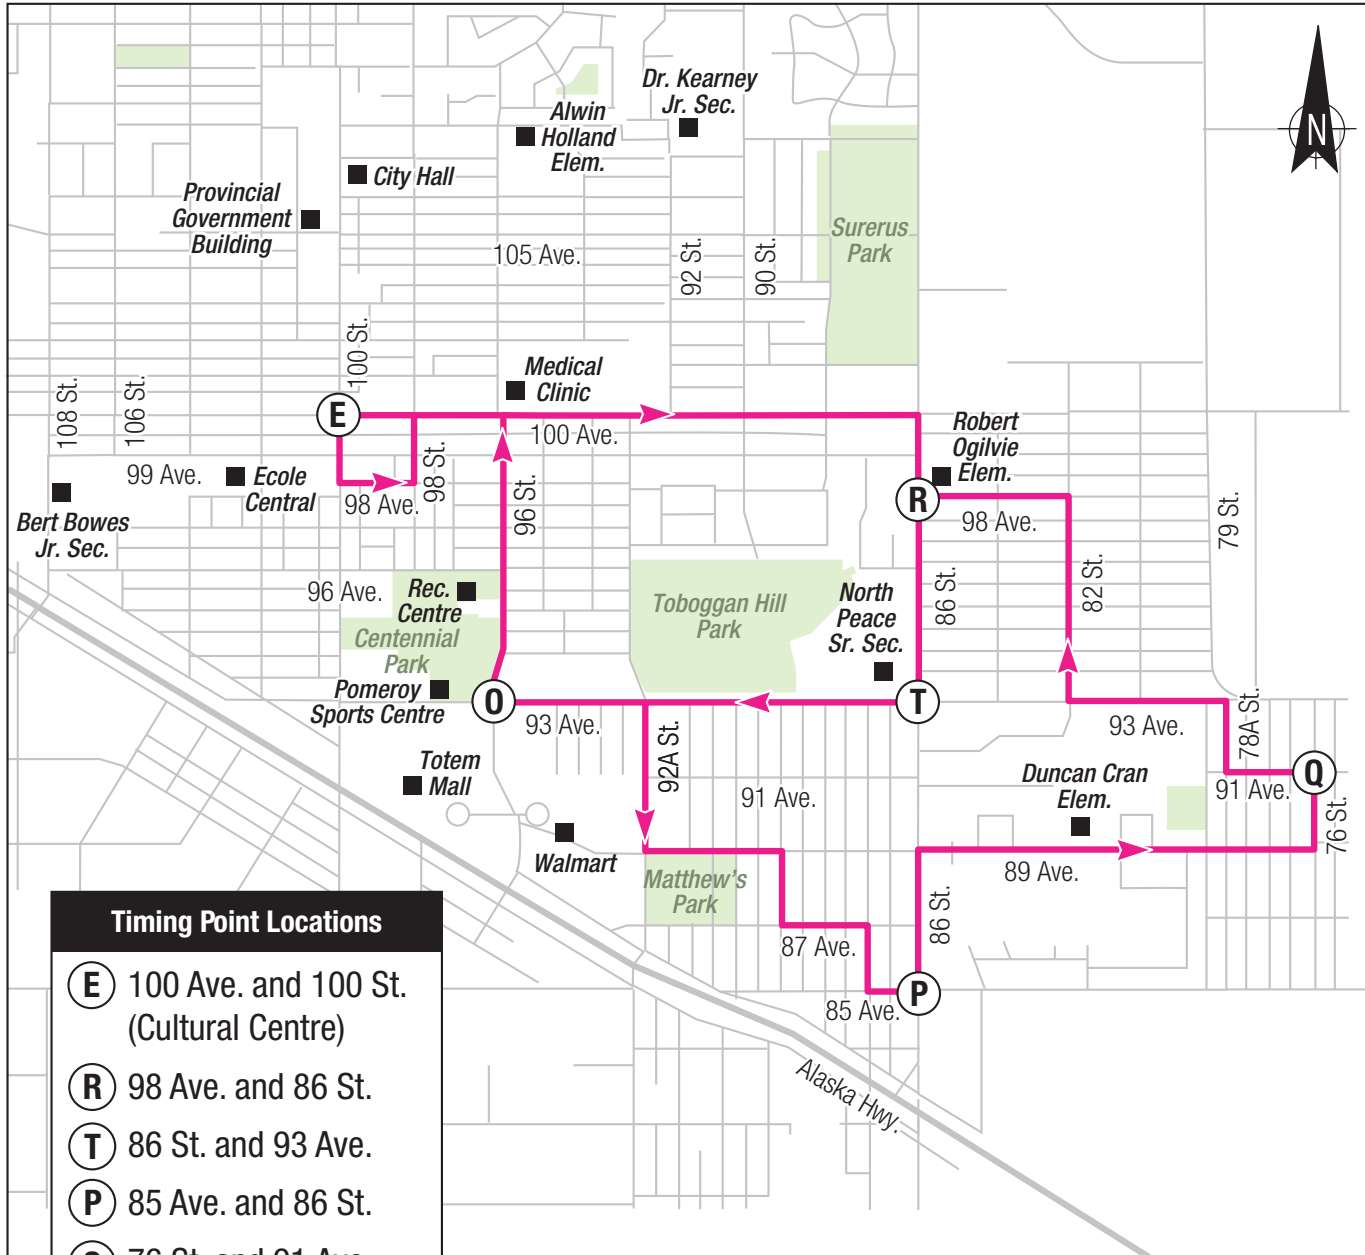 N
Dr. Kearney
Jr. Sec.
Alwin
Holland
Elem.
City Hall
Provincial
Government
Building
Surerus
Park
105 Ave.
92 St.
90 St.
100 St.
Medical
Clinic
108 St.
106 St.
E
100 Ave.
Robert
Ogilvie
Elem.
99 Ave.
Ecole
Central
98 Ave.
98 St.
96 St.
R
98 Ave.
79 St.
Bert Bowes
Jr. Sec.
96 Ave.
Rec.
Centre
Centennial
Park
Toboggan Hill
Park
North
Peace
Sr. Sec.
86 St.
82 St.
Pomeroy
Sports Centre
O
93 Ave.
92A St.
T
93 Ave.
78A St.
Totem
Mall
91 Ave.
Duncan Cran
Elem.
Q
91 Ave.
76 St.
Walmart
Matthew's
Park
89 Ave.
86 St.
87 Ave.
P
85 Ave.
Alaska Hwy.
Timing Point Locations
E 100 Ave. and 100 St.
(Cultural Centre)
R 98 Ave. and 86 St.
T 86 St. and 93 Ave.
P 85 Ave. and 86 St.
Q 76 St. and 91 Ave.